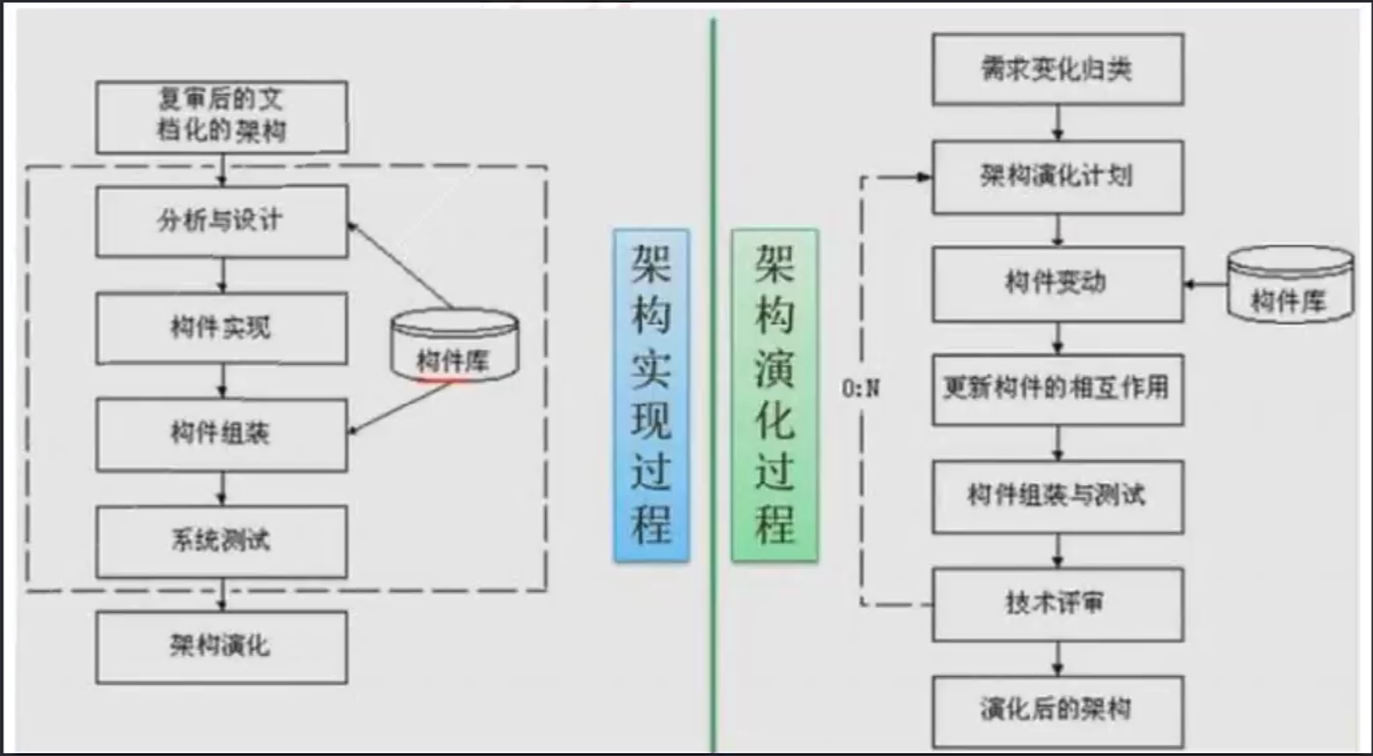 复审后的文
档化的架构
分析与设计
构件实现
构件库
构件组装
系统测试
架构演化
架构实现过程
架构演化过程
需求变化归类
架构演化计划
构件变动
构件库
0:N
更新构件的相互作用
构件组装与测试
技术评审
演化后的架构